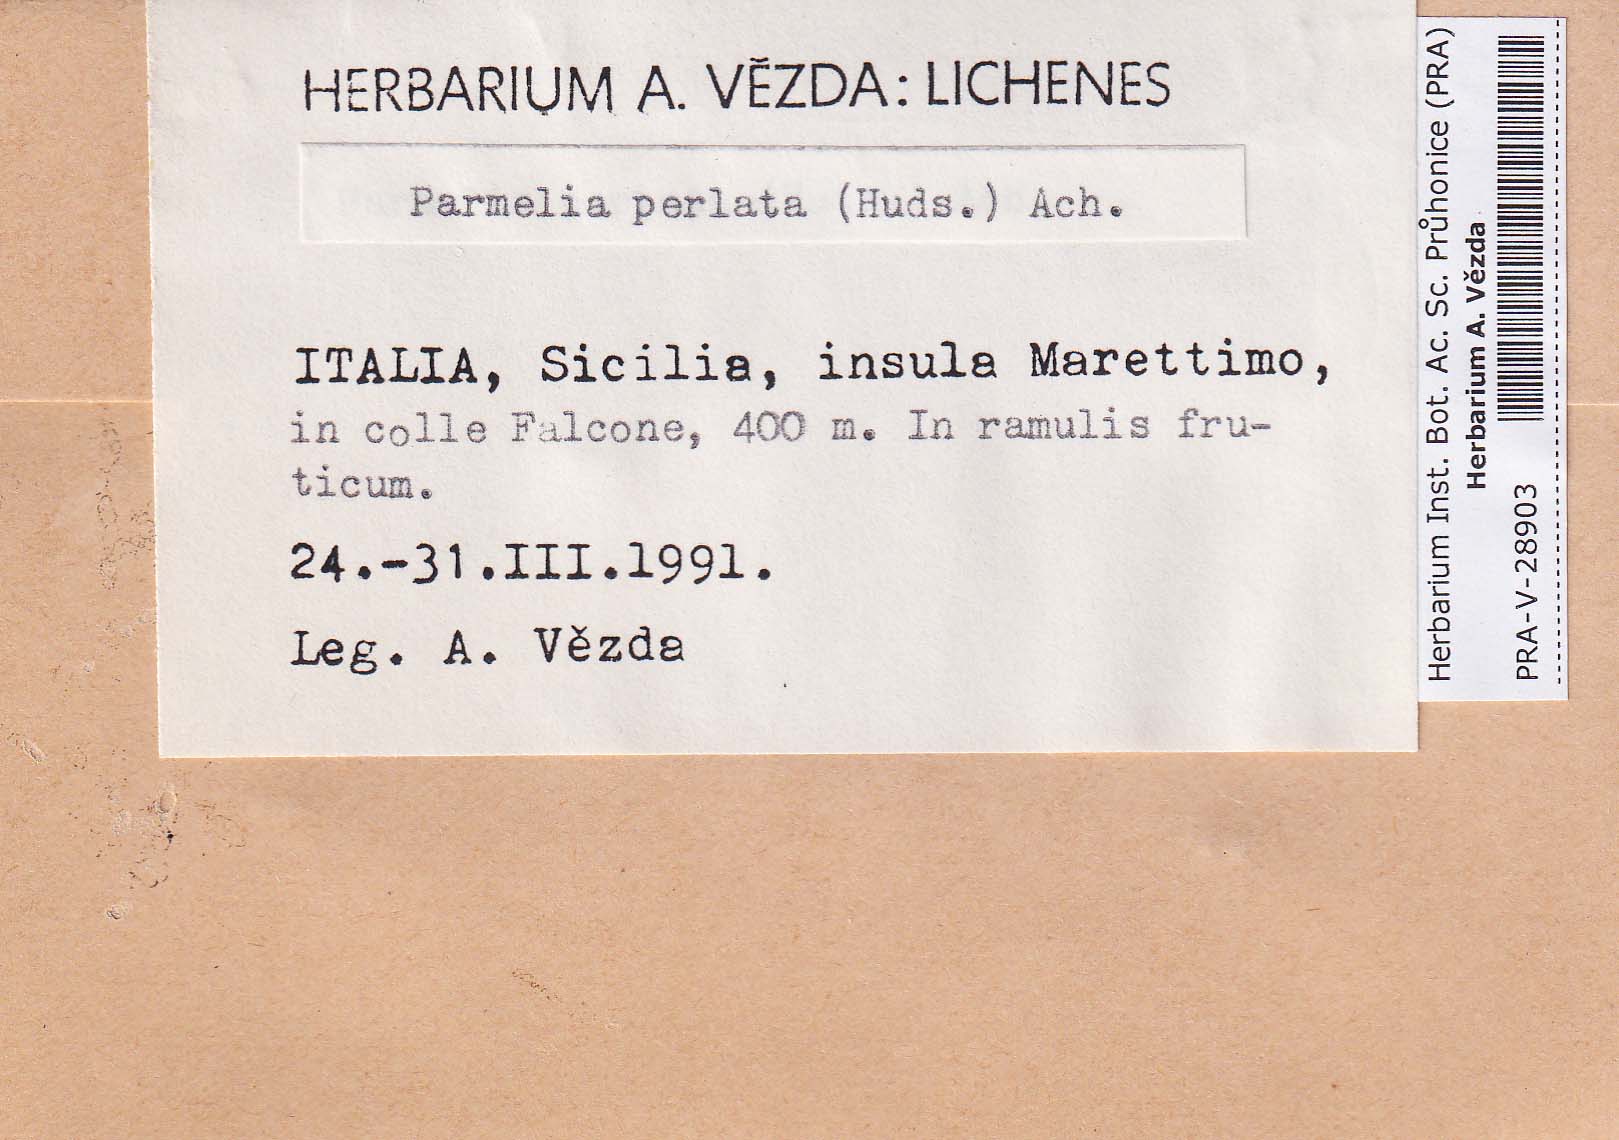 HERBARIUM A. VĚZDA: LICHENES
Parmelia perlata (Huds.) Ach.
ITALIA, Sicilia, insula Marettimo,
in colle Falcone, 400 m. In ramulis fru-
ticum.
24.-31.III.1991.
Leg. A. Vězda
Herbarium Inst. Bot. Ac. Sc. Průhonice (PRA)
Herbarium A. Vězda
PRA-V-28903